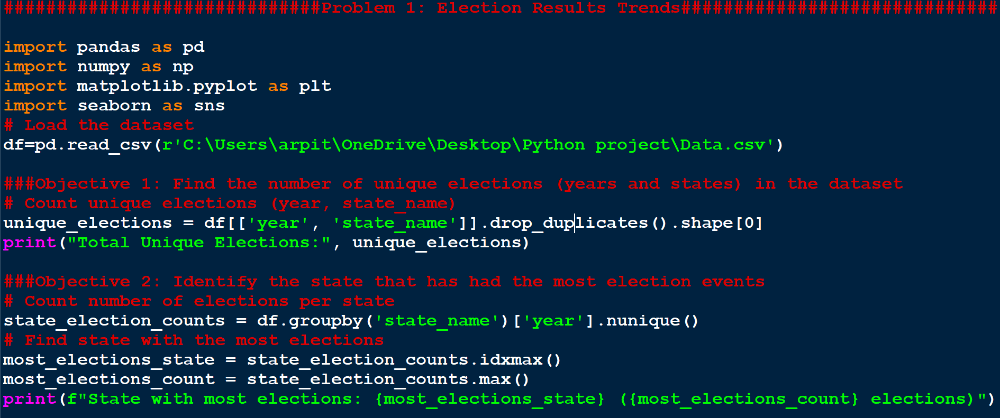 ##############################Problem 1: Election Results Trends##############################
import pandas as pd
import numpy as np
import matplotlib.pyplot as plt
import seaborn as sns
# Load the dataset
df=pd.read_csv(r'C:\Users\arpit\OneDrive\Desktop\Python project\Data.csv')
###Objective 1: Find the number of unique elections (years and states) in the dataset
# Count unique elections (year, state_name)
unique_elections = df[['year', 'state_name']].drop_duplicates().shape[0]
print("Total Unique Elections:", unique_elections)
###Objective 2: Identify the state that has had the most election events
# Count number of elections per state
state_election_counts = df.groupby('state_name')['year'].nunique()
# Find state with the most elections
most_elections_state = state_election_counts.idxmax()
most_elections_count = state_election_counts.max()
print(f"State with most elections: {most_elections_state} ({most_elections_count} elections)")